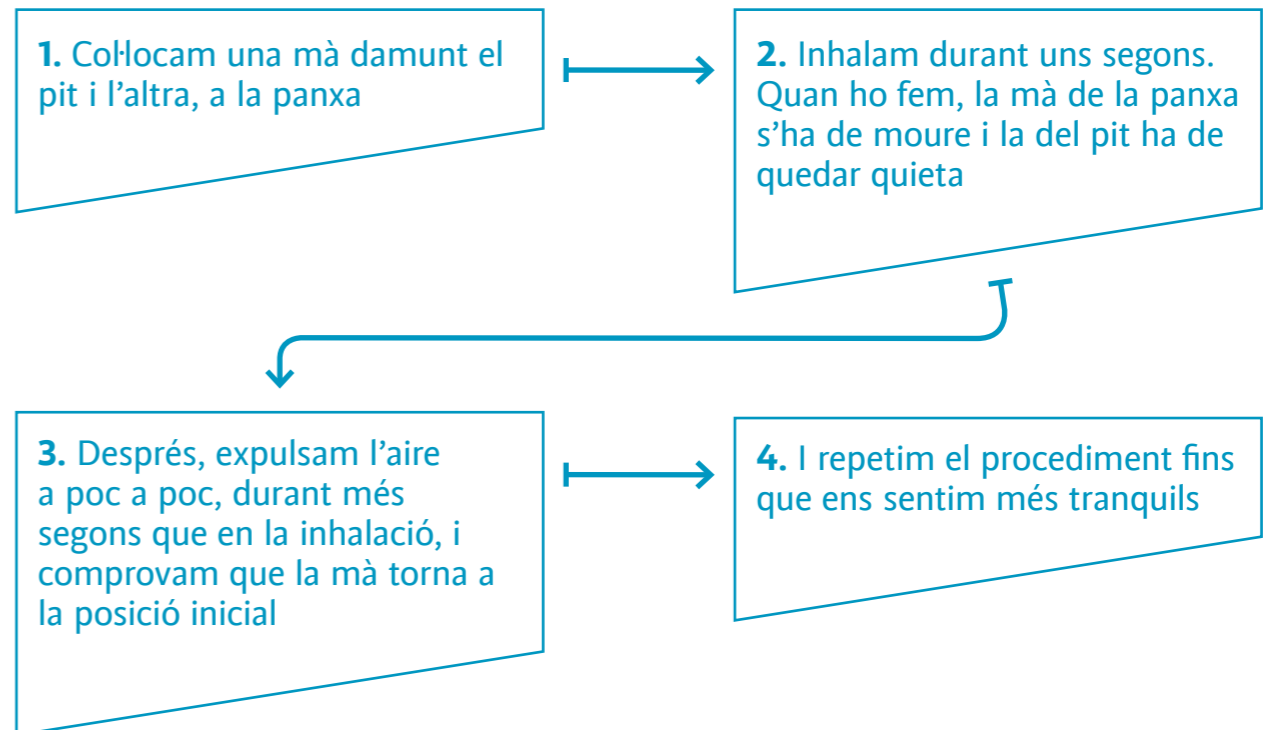 1. Col·locam una mà damunt el
pit i l’altra, a la panxa
2. Inhalam durant uns segons.
Quan ho fem, la mà de la panxa
s’ha de moure i la del pit ha de
quedar quieta
3. Després, expulsam l’aire
a poc a poc, durant més
segons que en la inhalació, i
comprovam que la mà torna a
la posició inicial
4. I repetim el procediment fins
que ens sentim més tranquils